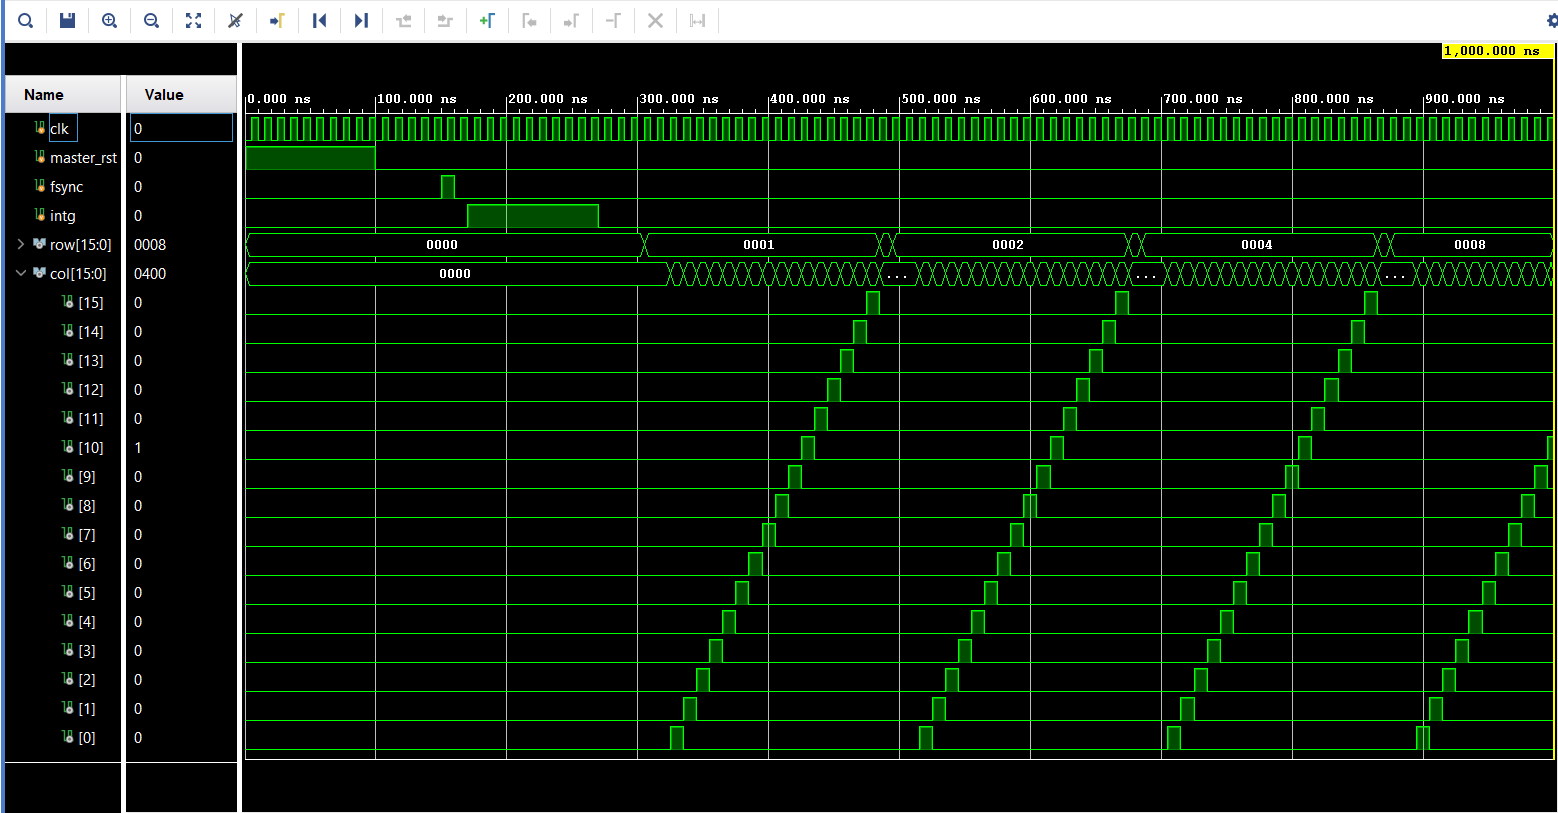 1,000.000 ns
Name Value
0.000 ns 100.000 ns 200.000 ns 300.000 ns 400.000 ns 500.000 ns 600.000 ns 700.000 ns 800.000 ns 900.000 ns
clk 0
master_rst 0
fsync 0
intg 0
row[15:0] 0008 0000 0001 0002 0004 0008
col[15:0] 0400 0000 ... ... ...
[15] 0
[14] 0
[13] 0
[12] 0
[11] 0
[10] 1
[9] 0
[8] 0
[7] 0
[6] 0
[5] 0
[4] 0
[3] 0
[2] 0
[1] 0
[0] 0